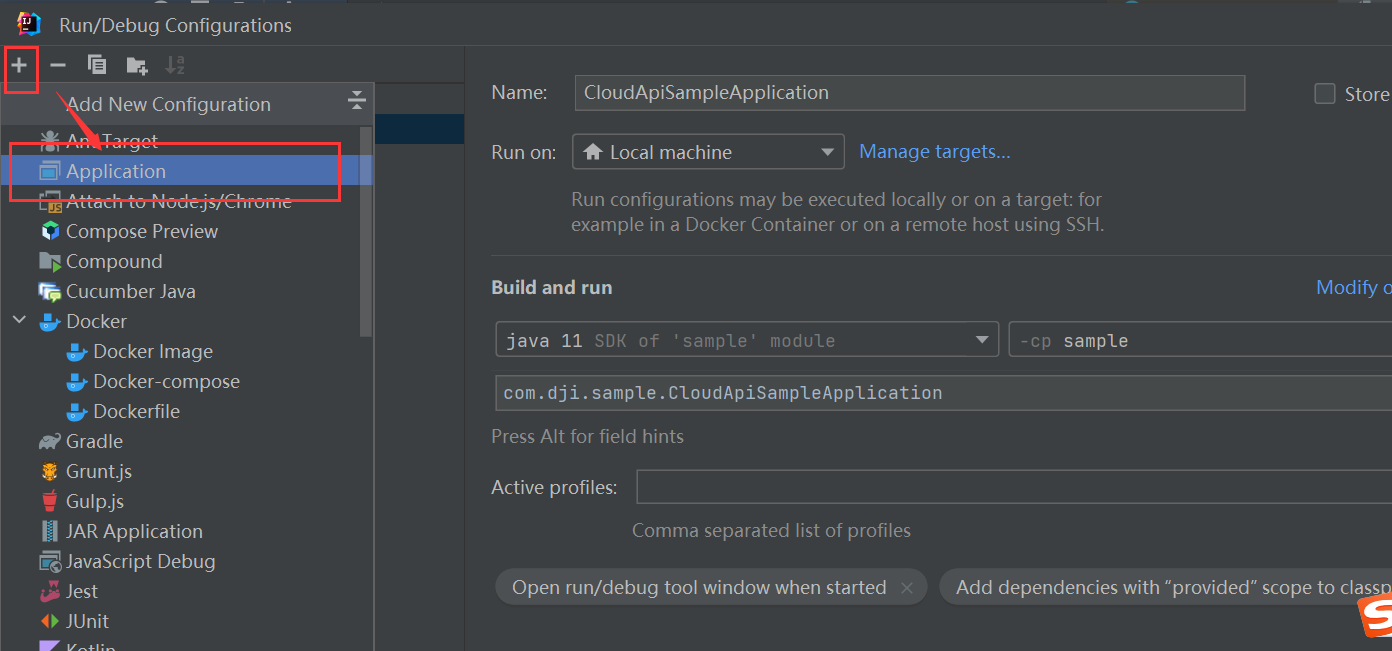 Run/Debug Configurations
Add New Configuration
Ant Target
Application
Attach to Node.js/Chrome
Compose Preview
Compound
Cucumber Java
Docker
Docker Image
Docker-compose
Dockerfile
Gradle
Grunt.js
Gulp.js
JAR Application
JavaScript Debug
Jest
JUnit
Kotlin
Name: CloudApiSampleApplication Store
Run on: Local machine Manage targets...
Run configurations may be executed locally or on a target: for
example in a Docker Container or on a remote host using SSH.
Build and run Modify o
java 11 SDK of 'sample' module -cp sample
com.dji.sample.CloudApiSampleApplication
Press Alt for field hints
Active profiles:
Comma separated list of profiles
Open run/debug tool window when started × Add dependencies with “provided” scope to classp